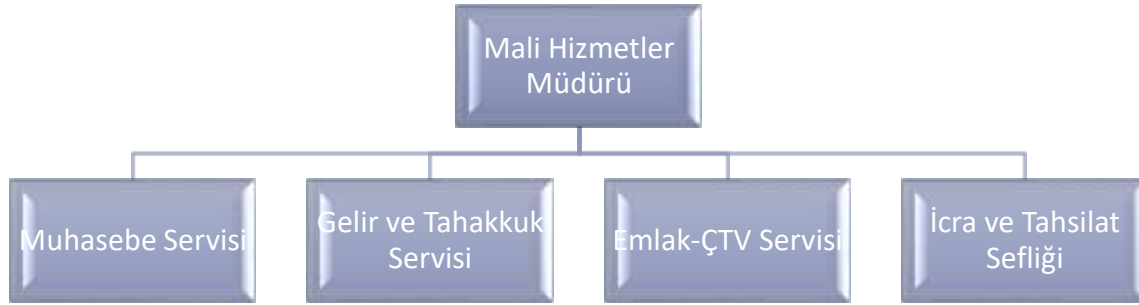 Mali Hizmetler
Müdürü
Muhasebe Servisi
Gelir ve Tahakkuk
Servisi
Emlak-ÇTV Servisi
İcra ve Tahsilat
Sefliği